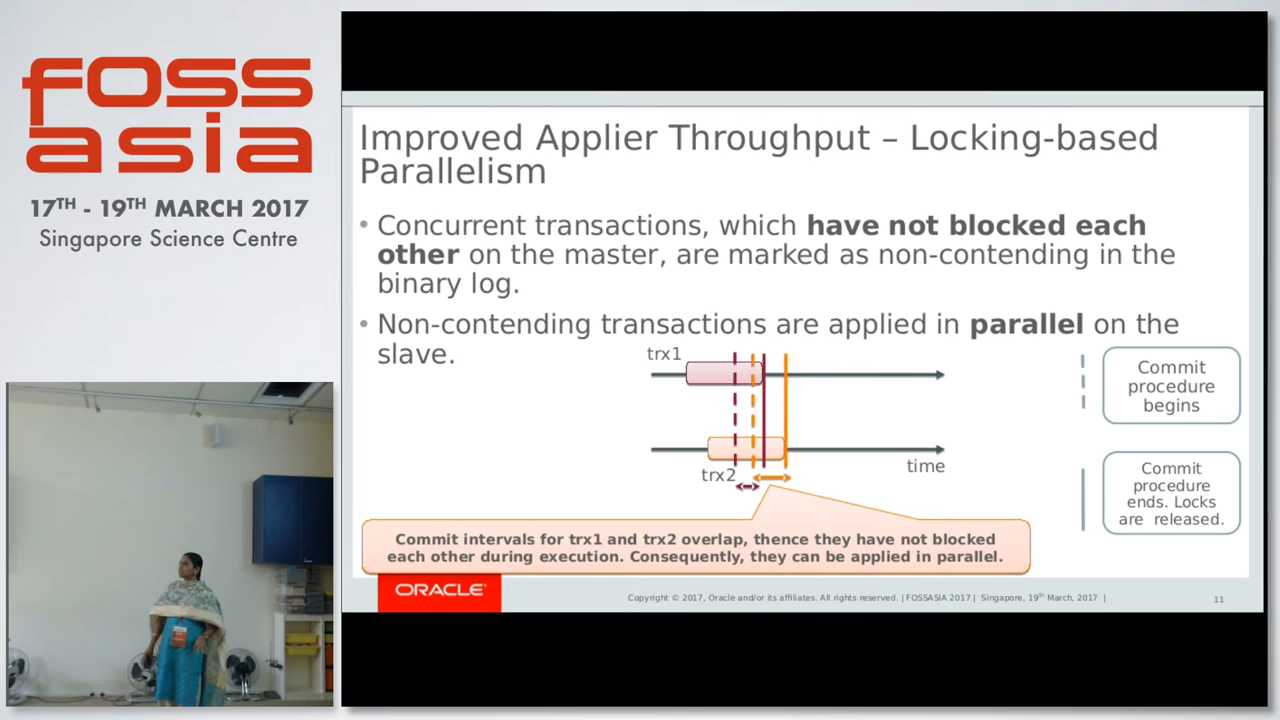 foss
asia
17TH - 19TH MARCH 2017
Singapore Science Centre
Improved Applier Throughput – Locking-based
Parallelism
• Concurrent transactions, which have not blocked each
other on the master, are marked as non-contending in the
binary log.
• Non-contending transactions are applied in parallel on the
slave.
trx1
trx2
time
Commit
procedure
begins
Commit
procedure
ends. Locks
are released.
Commit intervals for trx1 and trx2 overlap, thence they have not blocked
each other during execution. Consequently, they can be applied in parallel.
ORACLE
Copyright © 2017, Oracle and/or its affiliates. All rights reserved. | FOSSASIA 2017 | Singapore, 19th March, 2017 |
11